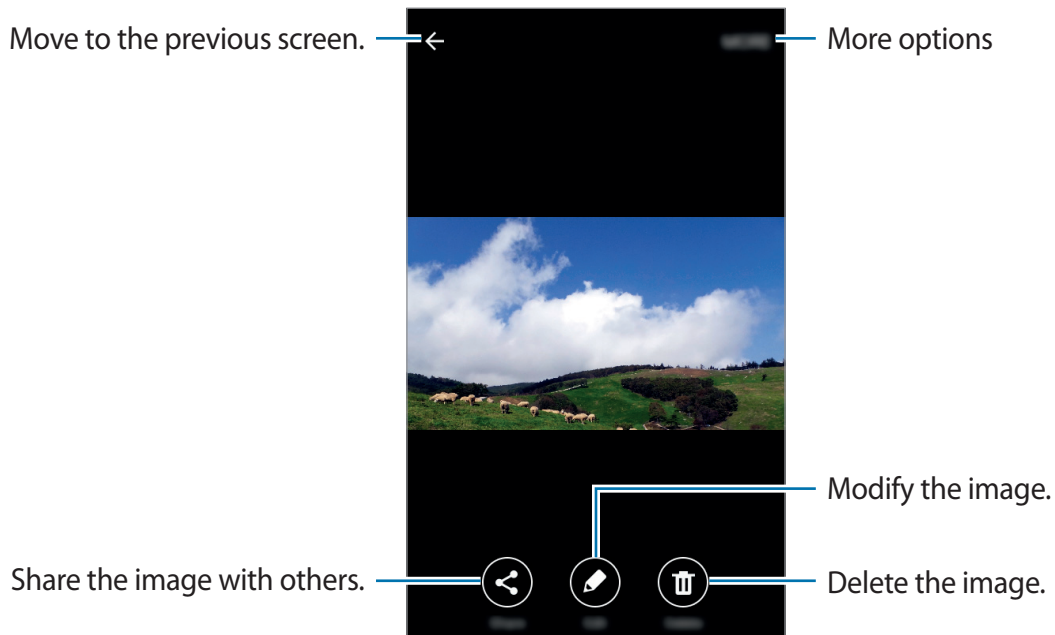 Move to the previous screen.
More options
Modify the image.
Share the image with others.
Delete the image.